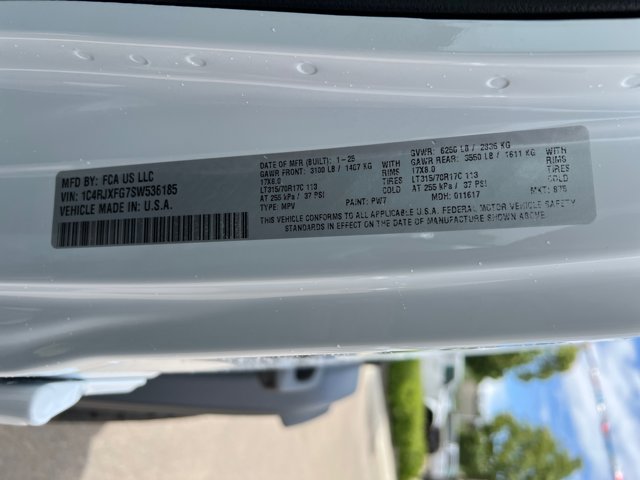 MFD BY: FCA US LLC
VIN: 1C4RJXFG7SW536185
VEHICLE MADE IN: U.S.A.
DATE OF MFR (BUILT): 1-25
GVWR: 6250 LB / 2835 KG
GAWR FRONT: 3100 LB / 1407 KG WITH
GAWR REAR: 3550 LB / 1611 KG WITH
17X8.0 RIMS
17X8.0 RIMS
LT315/70R17C 113 TIRES
LT315/70R17C 113 TIRES
AT 255 kPa / 37 PSI COLD
AT 255 kPa / 37 PSI COLD
TYPE: MPV PAINT: PW7 MDH: 011617 MKT: 875
THIS VEHICLE CONFORMS TO ALL APPLICABLE U.S.A. FEDERAL MOTOR VEHICLE SAFETY
STANDARDS IN EFFECT ON THE DATE OF MANUFACTURE SHOWN ABOVE.